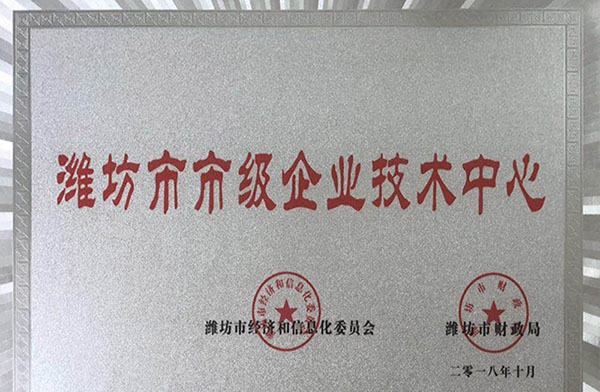 潍坊市市级企业技术中心
潍坊市经济和信息化委员会 潍坊市财政局
二零一八年十月